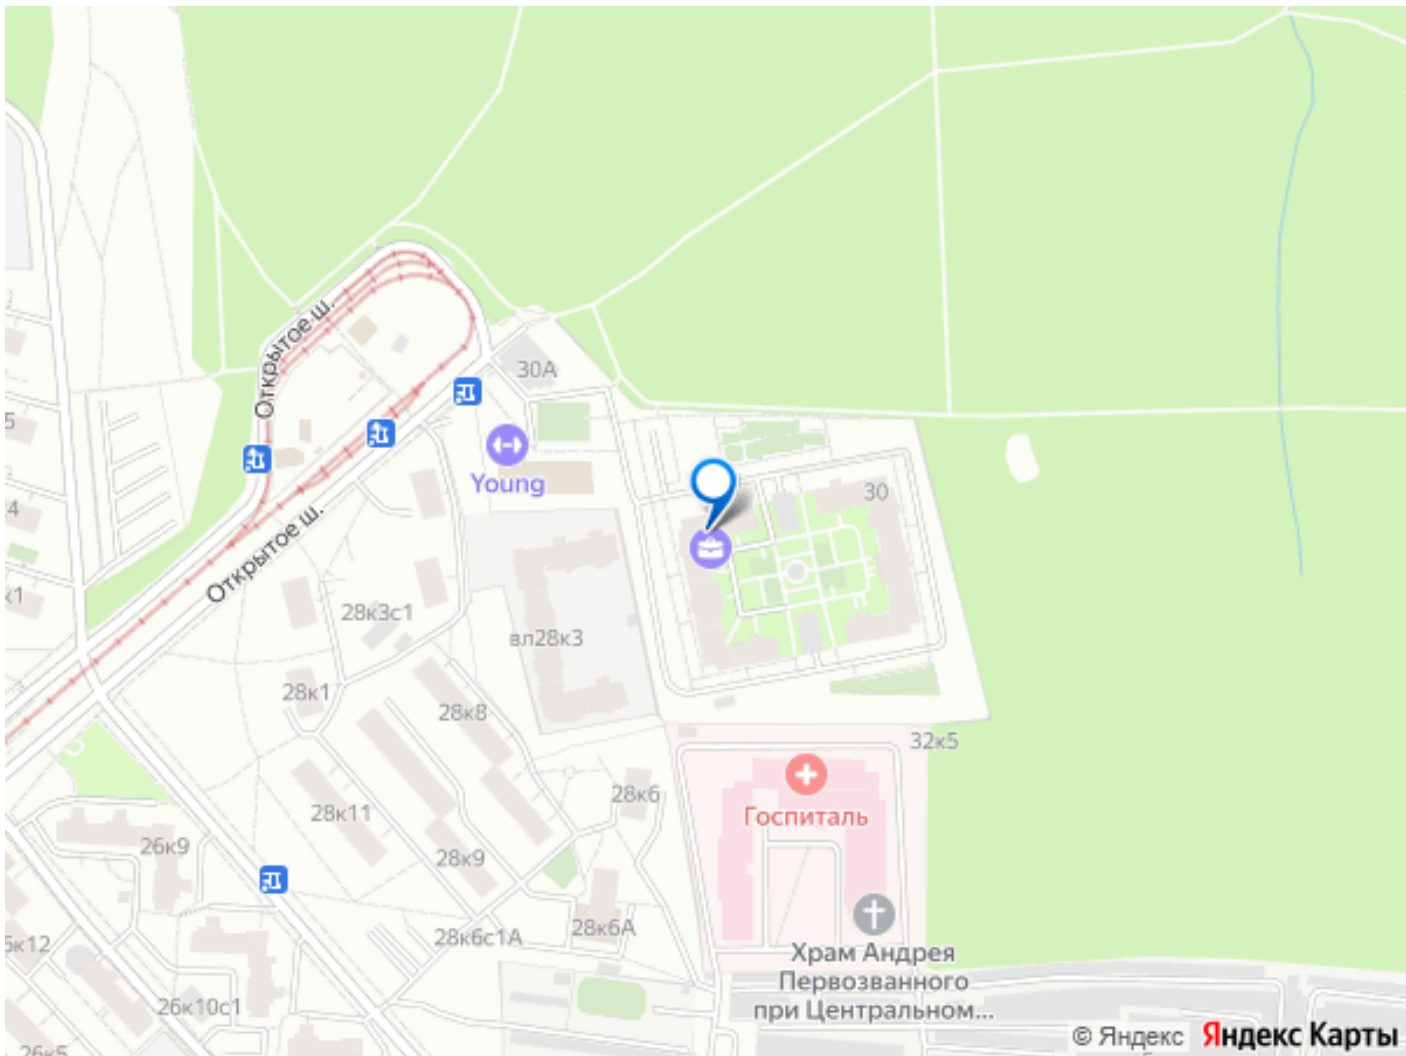 Открытое ш.
30А
Young
30
Открытое ш.
28к3с1
вл28к3
28к1
28к8
32к5
28к6
Госпиталь
28к11
26к9
28к9
28к6А
28к6с1А
Храм Андрея
Первозванного
при Центральном...
26к10с1
© Яндекс
Яндекс Карты